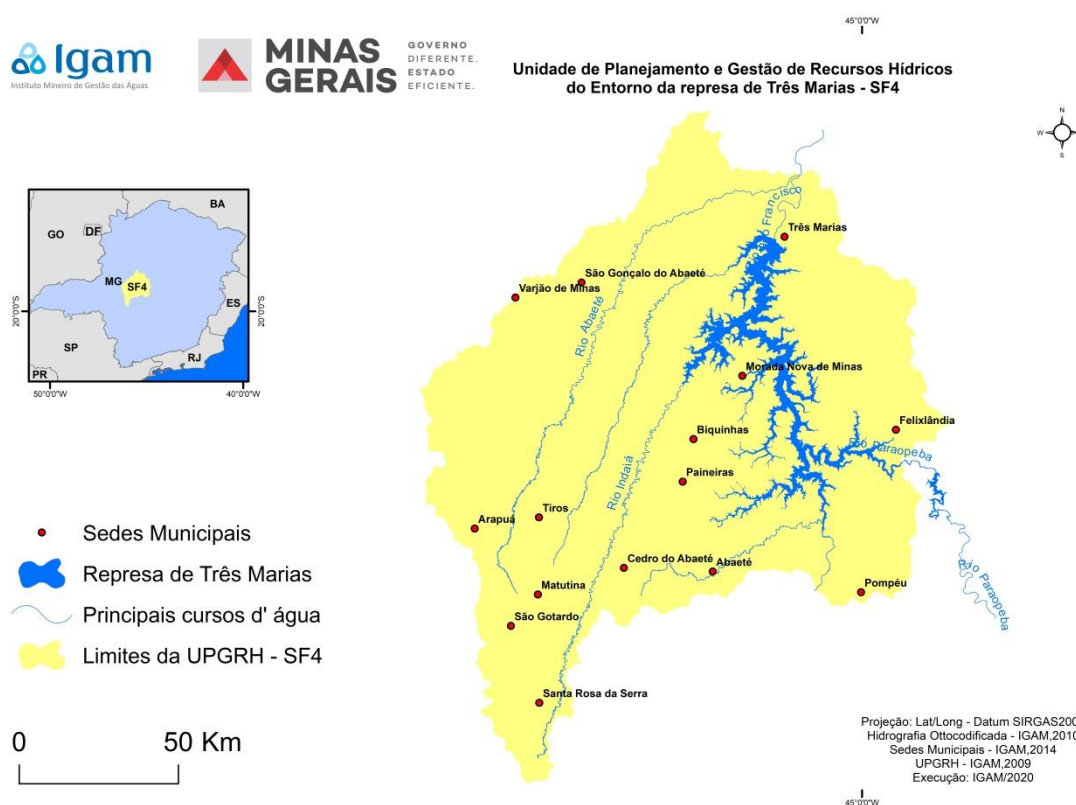 Igam
Instituto Mineiro de Gestão das Águas
MINAS
GERAIS
GOVERNO
DIFERENTE.
ESTADO
EFICIENTE.
45°0'0"W
Unidade de Planejamento e Gestão de Recursos Hídricos
do Entorno da represa de Três Marias - SF4
N
W
E
S
BA
GO
DF
MG
SF4
ES
SP
RJ
PR
20°0'0"S
20°0'0"S
50°0'0"W
40°0'0"W
Francisco
Três Marias
São Gonçalo do Abaeté
Varjão de Minas
Rio Abaeté
Morada Nova de Minas
Felixlândia
Biquinhas
Rio Paraopeba
Rio Indaiá
Paineiras
Tiros
Arapuá
Cedro do Abaeté
Abaeté
Matutina
Pompéu
Rio Paraopeba
São Gotardo
Santa Rosa da Serra
Sedes Municipais
Represa de Três Marias
Principais cursos d' água
Limites da UPGRH - SF4
0
50 Km
Projeção: Lat/Long - Datum SIRGAS200
Hidrografia Ottocodificada - IGAM,2010
Sedes Municipais - IGAM,2014
UPGRH - IGAM,2009
Execução: IGAM/2020
45°0'0"W